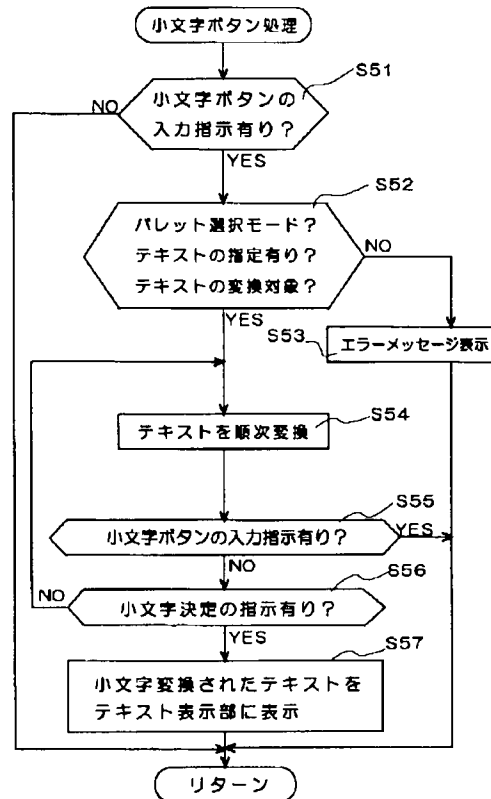 小文字ボタン処理
S51
小文字ボタンの
入力指示有り？
NO
YES
S52
パレット選択モード？
テキストの指定有り？
テキストの変換対象？
NO
YES
S53
エラーメッセージ表示
S54
テキストを順次変換
S55
小文字ボタンの入力指示有り？
YES
NO
S56
小文字決定の指示有り？
NO
YES
S57
小文字変換されたテキストを
テキスト表示部に表示
リターン